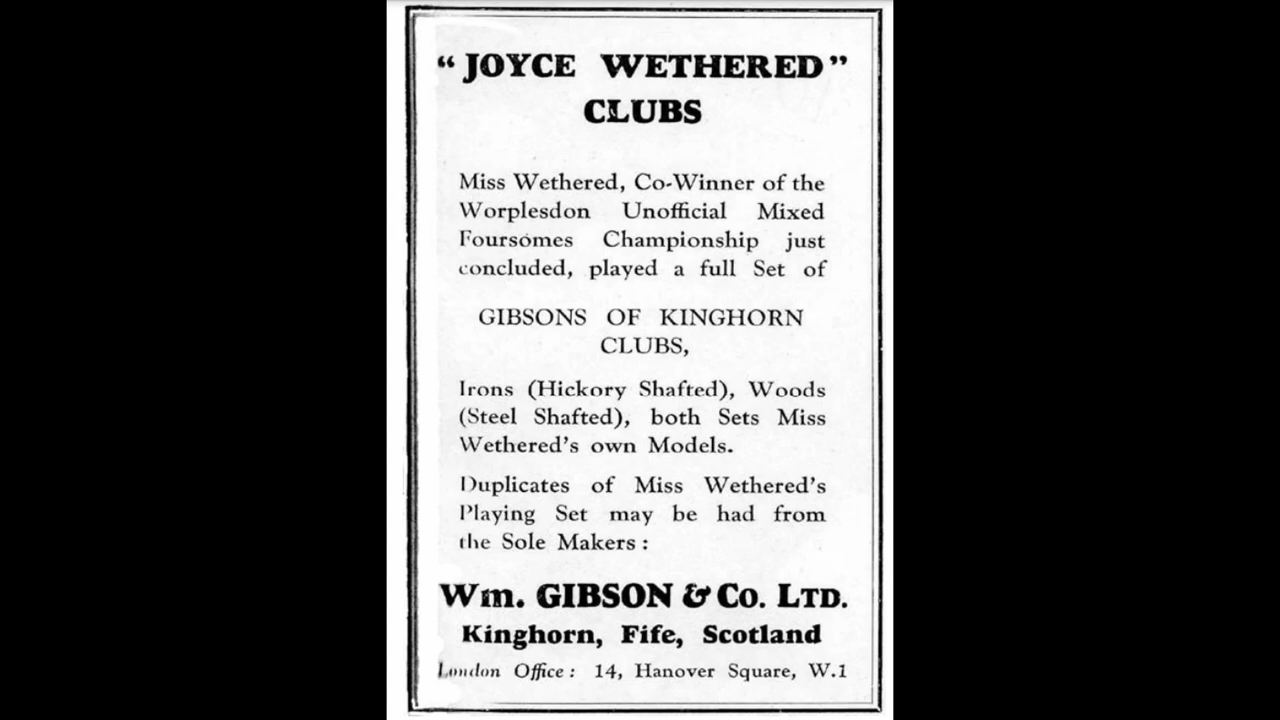 "JOYCE WETHERED"
CLUBS
Miss Wethered, Co-Winner of the
Worplesdon Unofficial Mixed
Foursomes Championship just
concluded, played a full Set of
GIBSONS OF KINGHORN
CLUBS,
Irons (Hickory Shafted), Woods
(Steel Shafted), both Sets Miss
Wethered's own Models.
Duplicates of Miss Wethered's
Playing Set may be had from
the Sole Makers :
Wm. GIBSON & Co. LTD.
Kinghorn, Fife, Scotland
London Office : 14, Hanover Square, W.1